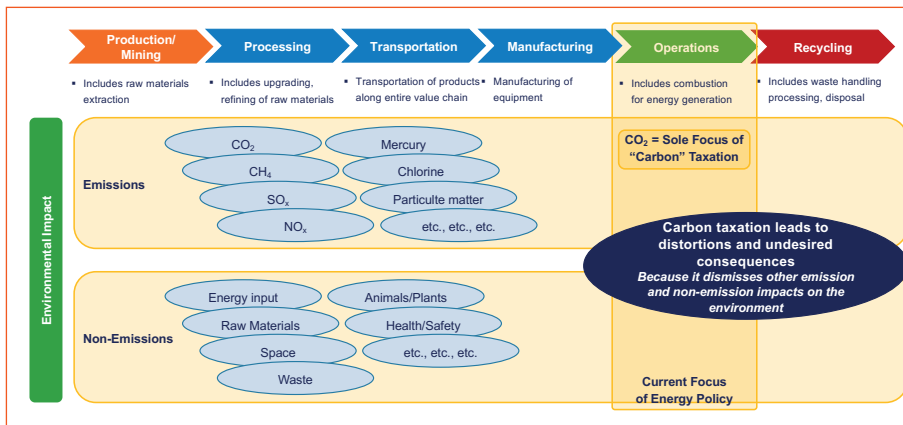 Production/
Mining
Processing
Transportation
Manufacturing
Operations
Recycling
▪ Includes raw materials
extraction
▪ Includes upgrading,
refining of raw materials
▪ Transportation of products
along entire value chain
▪ Manufacturing of
equipment
▪ Includes combustion
for energy generation
▪ Includes waste handling
processing, disposal
Environmental Impact
Emissions
CO₂
CH₄
SOₓ
NOₓ
Mercury
Chlorine
Particulte matter
etc., etc., etc.
CO₂ = Sole Focus of
“Carbon” Taxation
Carbon taxation leads to
distortions and undesired
consequences
Because it dismisses other emission
and non-emission impacts on the
environment
Non-Emissions
Energy input
Raw Materials
Space
Waste
Animals/Plants
Health/Safety
etc., etc., etc.
Current Focus
of Energy Policy